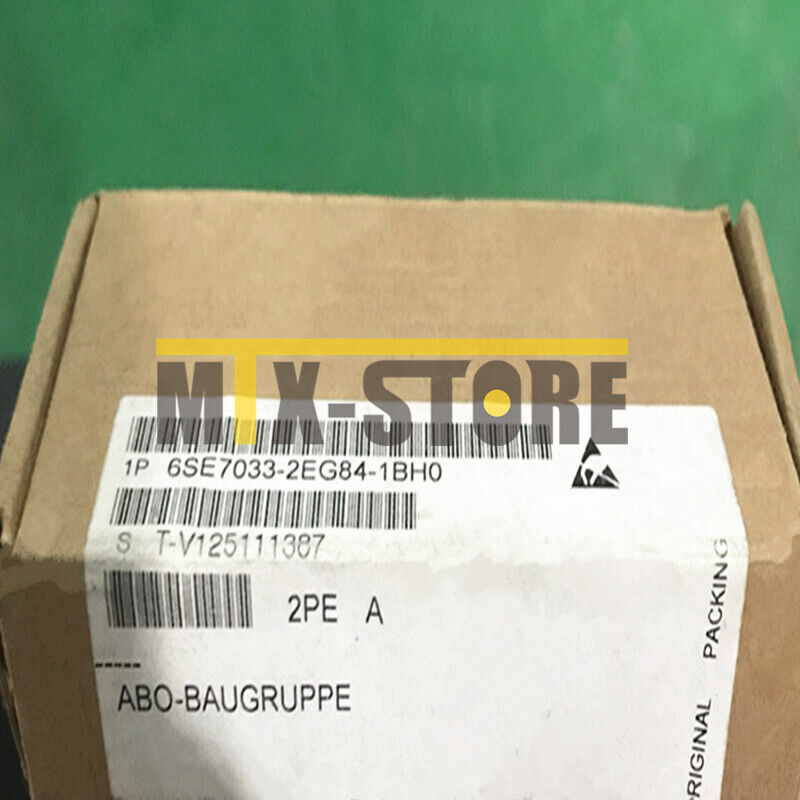 MTX-STORE
1P 6SE7033-2EG84-1BH0
S T-V125111387
2PE A
ABO-BAUGRUPPE
ORIGINAL PACKING